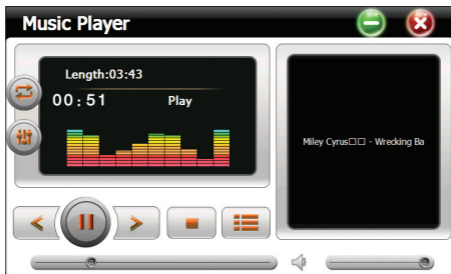 Music Player
Length:03:43
00:51 Play
Miley Cyrus□□ - Wrecking Ba